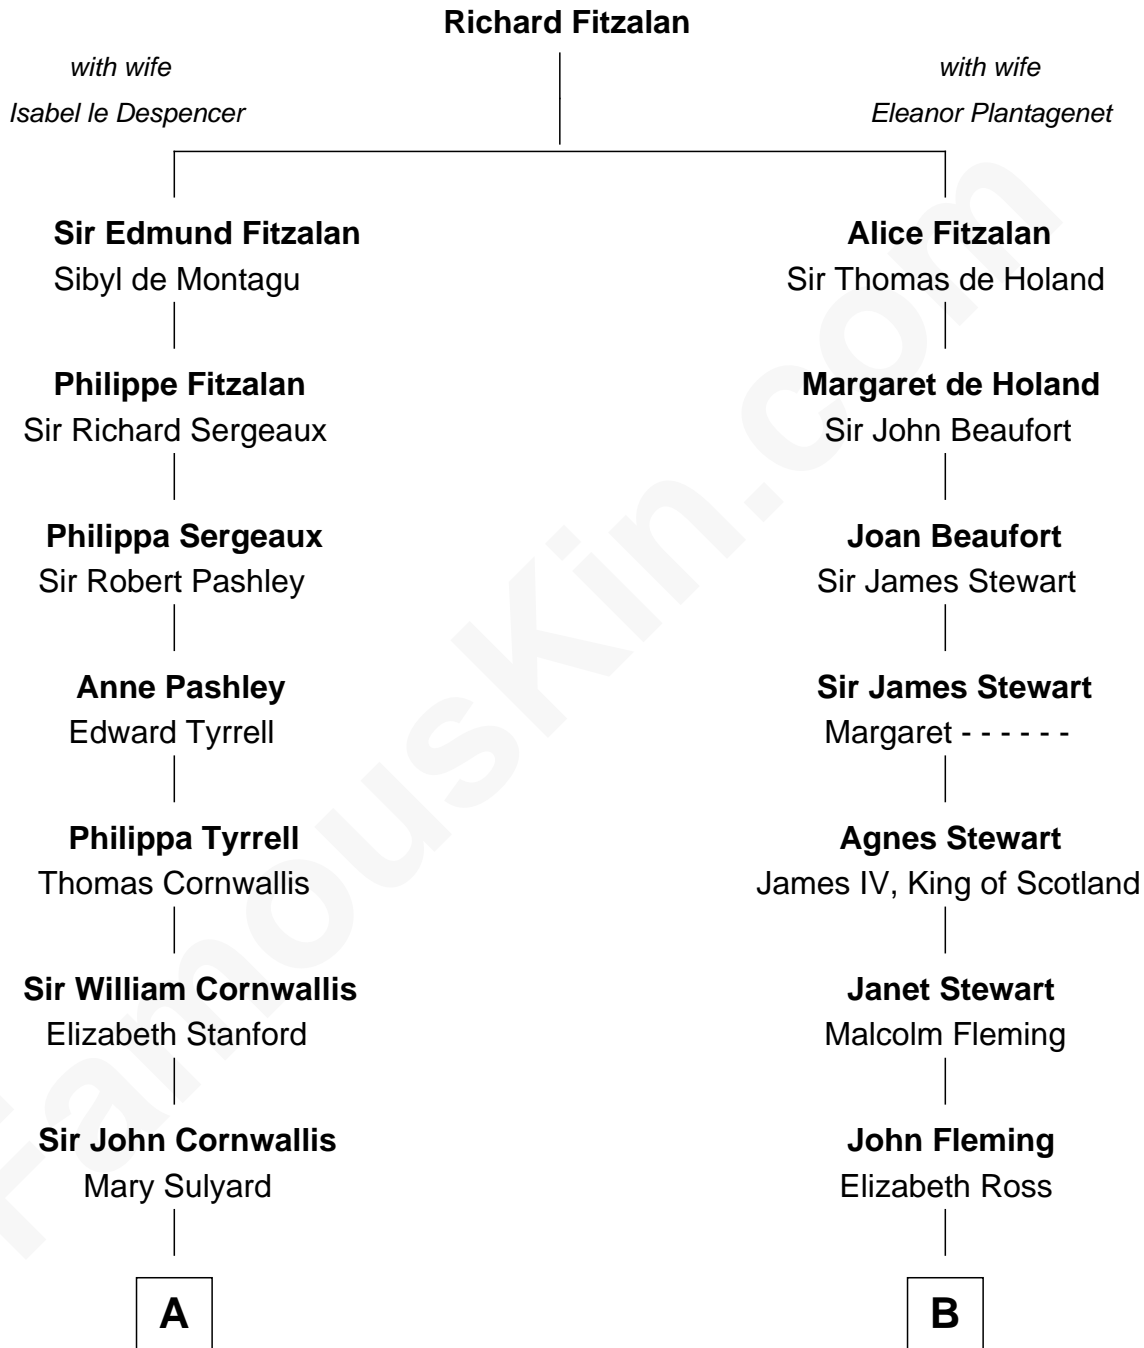 Richard Fitzalan
with wife
Isabel le Despencer
with wife
Eleanor Plantagenet
Sir Edmund Fitzalan
Sibyl de Montagu
Alice Fitzalan
Sir Thomas de Holand
Philippe Fitzalan
Sir Richard Sergeaux
Margaret de Holand
Sir John Beaufort
Philippa Sergeaux
Sir Robert Pashley
Joan Beaufort
Sir James Stewart
Anne Pashley
Edward Tyrrell
Sir James Stewart
Margaret - - - - - -
Philippa Tyrrell
Thomas Cornwallis
Agnes Stewart
James IV, King of Scotland
Sir William Cornwallis
Elizabeth Stanford
Janet Stewart
Malcolm Fleming
Sir John Cornwallis
Mary Sulyard
John Fleming
Elizabeth Ross
A
B
FamousKin.com